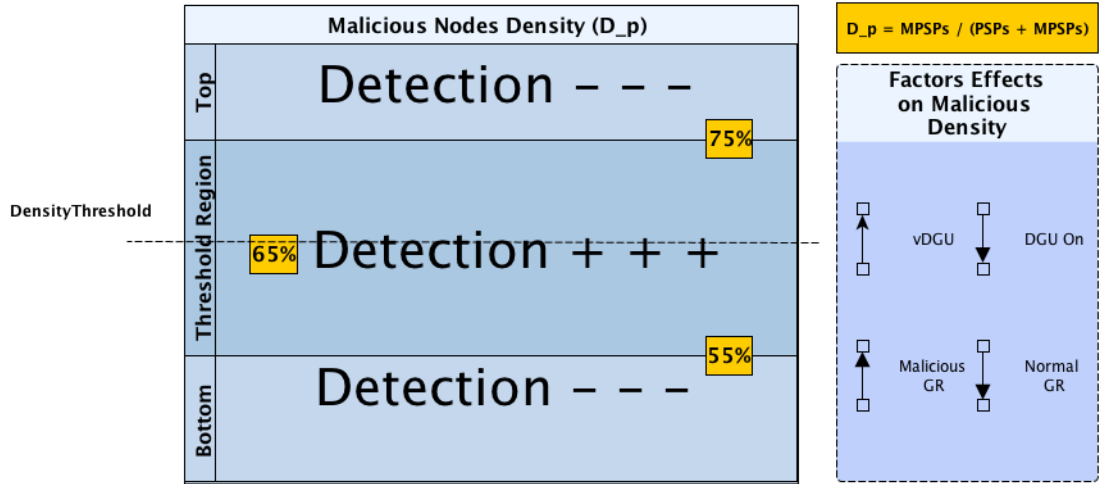 Malicious Nodes Density (D_p)
Top
Detection – – –
75%
DensityThreshold
Threshold Region
65%
Detection + + +
55%
Bottom
Detection – – –
D_p = MPSPs / (PSPs + MPSPs)
Factors Effects
on Malicious
Density
vDGU
DGU On
Malicious
GR
Normal
GR